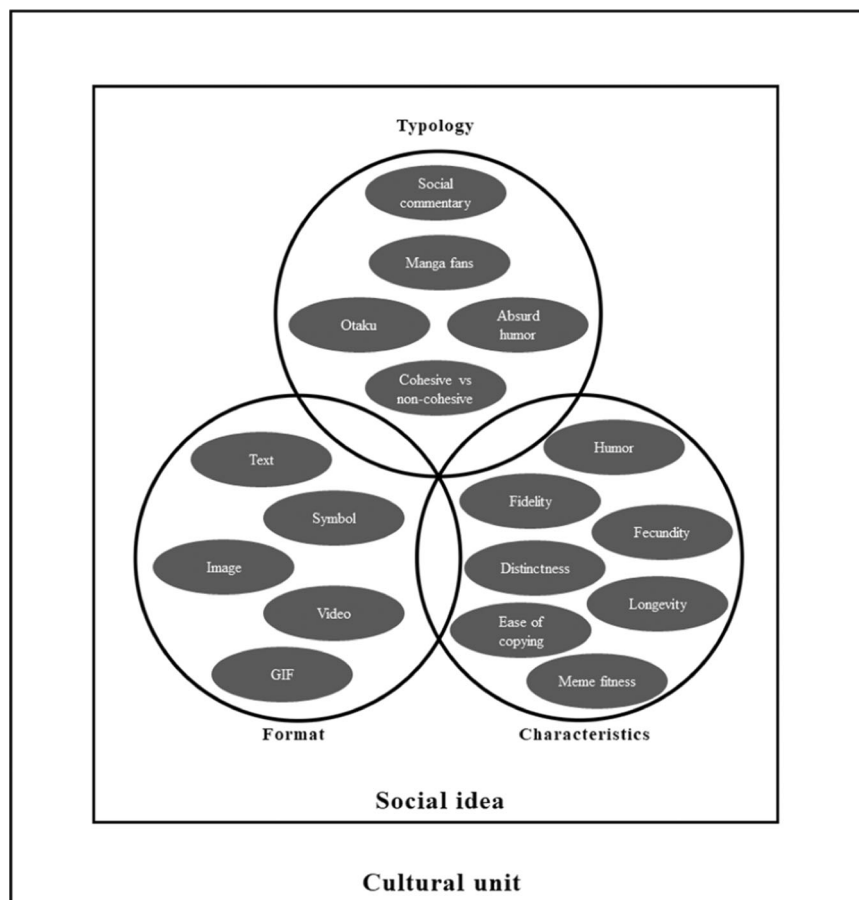 Typology
Social
commentary
Manga fans
Otaku
Absurd
humor
Cohesive vs
non-cohesive
Text
Symbol
Image
Video
GIF
Format
Humor
Fidelity
Fecundity
Distinctness
Longevity
Ease of
copying
Meme fitness
Characteristics
Social idea
Cultural unit